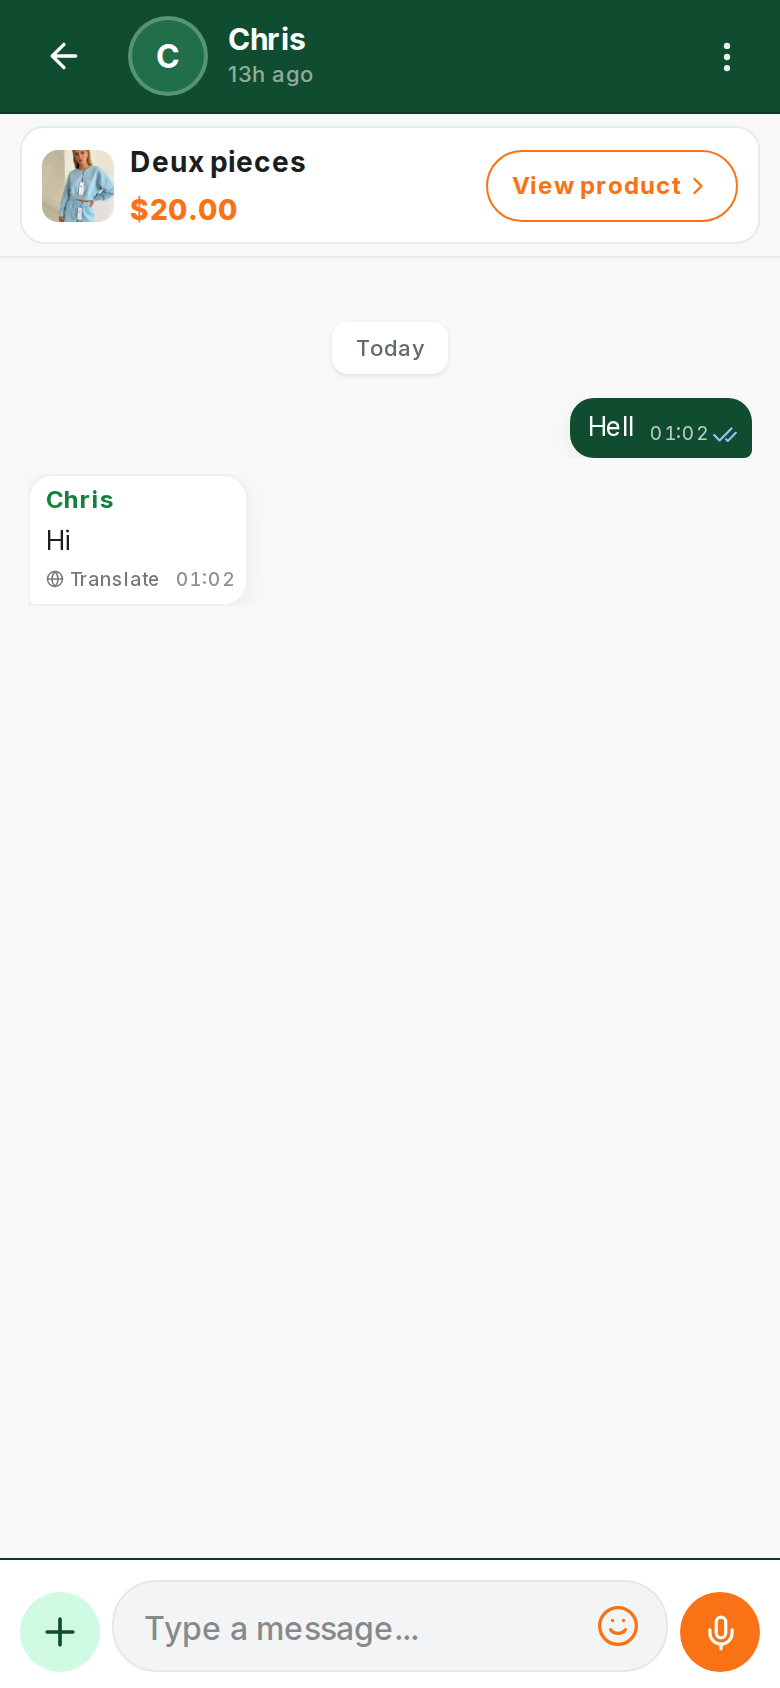 C
Chris
13h ago
Deux pieces
$20.00
View product
Today
Hell 01:02
Chris
Hi
Translate 01:02
Type a message...